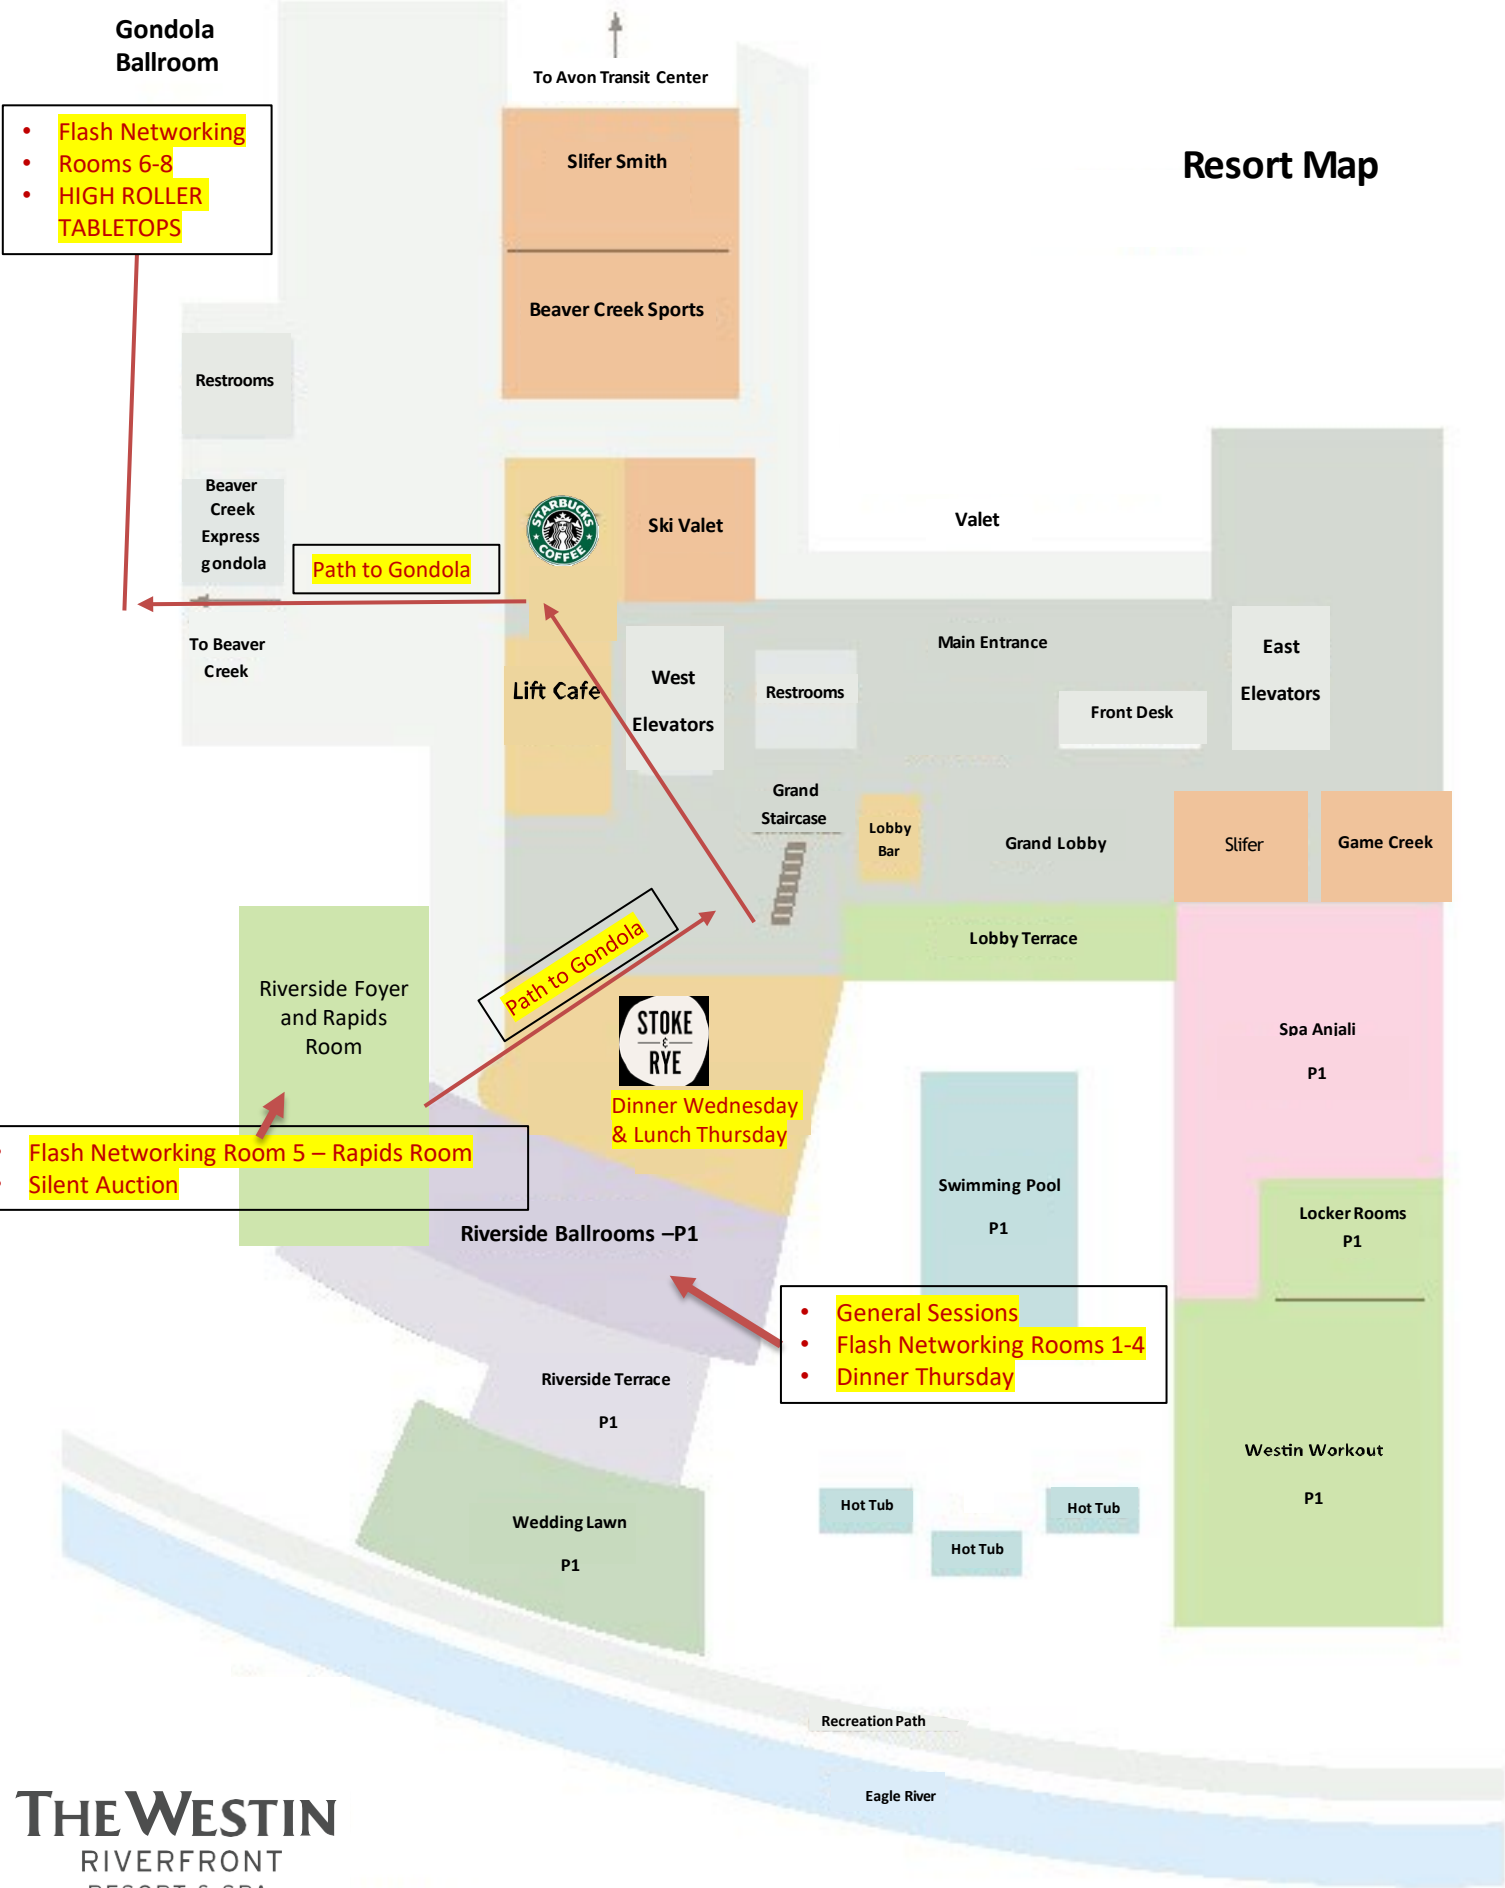 Gondola
Ballroom
To Avon Transit Center
• Flash Networking
• Rooms 6-8
• HIGH ROLLER
TABLETOPS
Slifer Smith
Resort Map
Beaver Creek Sports
Restrooms
Beaver
Creek
Express
gondola
STARBUCKS
COFFEE
Ski Valet
Valet
Path to Gondola
To Beaver
Creek
Lift Cafe
West
Elevators
Restrooms
Main Entrance
Front Desk
East
Elevators
Grand
Staircase
Lobby
Bar
Grand Lobby
Slifer
Game Creek
Path to Gondola
Lobby Terrace
Riverside Foyer
and Rapids
Room
STOKE
&
RYE
Dinner Wednesday
& Lunch Thursday
Spa Anjali
P1
• Flash Networking Room 5 – Rapids Room
• Silent Auction
Swimming Pool
P1
Locker Rooms
P1
Riverside Ballrooms –P1
• General Sessions
• Flash Networking Rooms 1-4
• Dinner Thursday
Riverside Terrace
P1
Westin Workout
P1
Hot Tub
Hot Tub
Hot Tub
Wedding Lawn
P1
Recreation Path
Eagle River
THE WESTIN
RIVERFRONT
RESORT & SPA